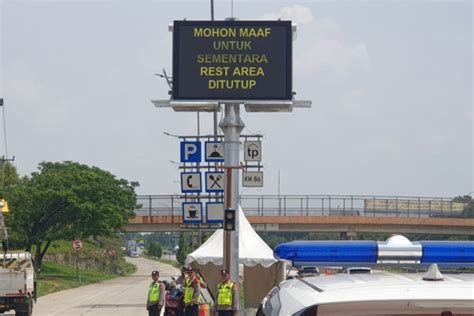 MOHON MAAF
UNTUK
SEMENTARA
REST AREA
DITUTUP
P
tp
KM 86